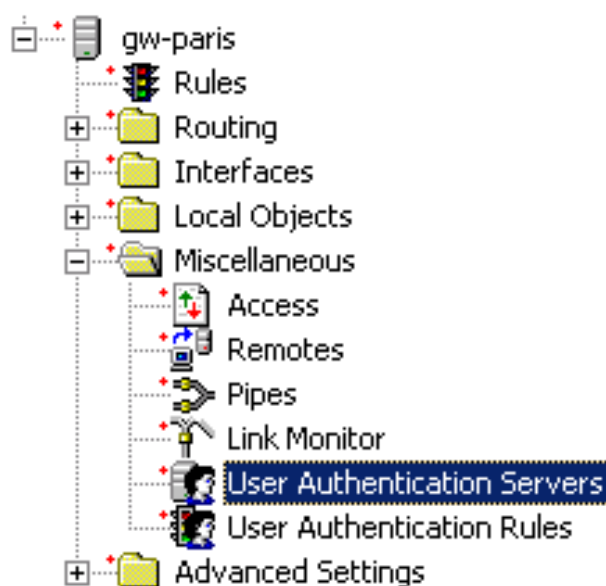 gw-paris
Rules
Routing
Interfaces
Local Objects
Miscellaneous
Access
Remotes
Pipes
Link Monitor
User Authentication Servers
User Authentication Rules
Advanced Settings